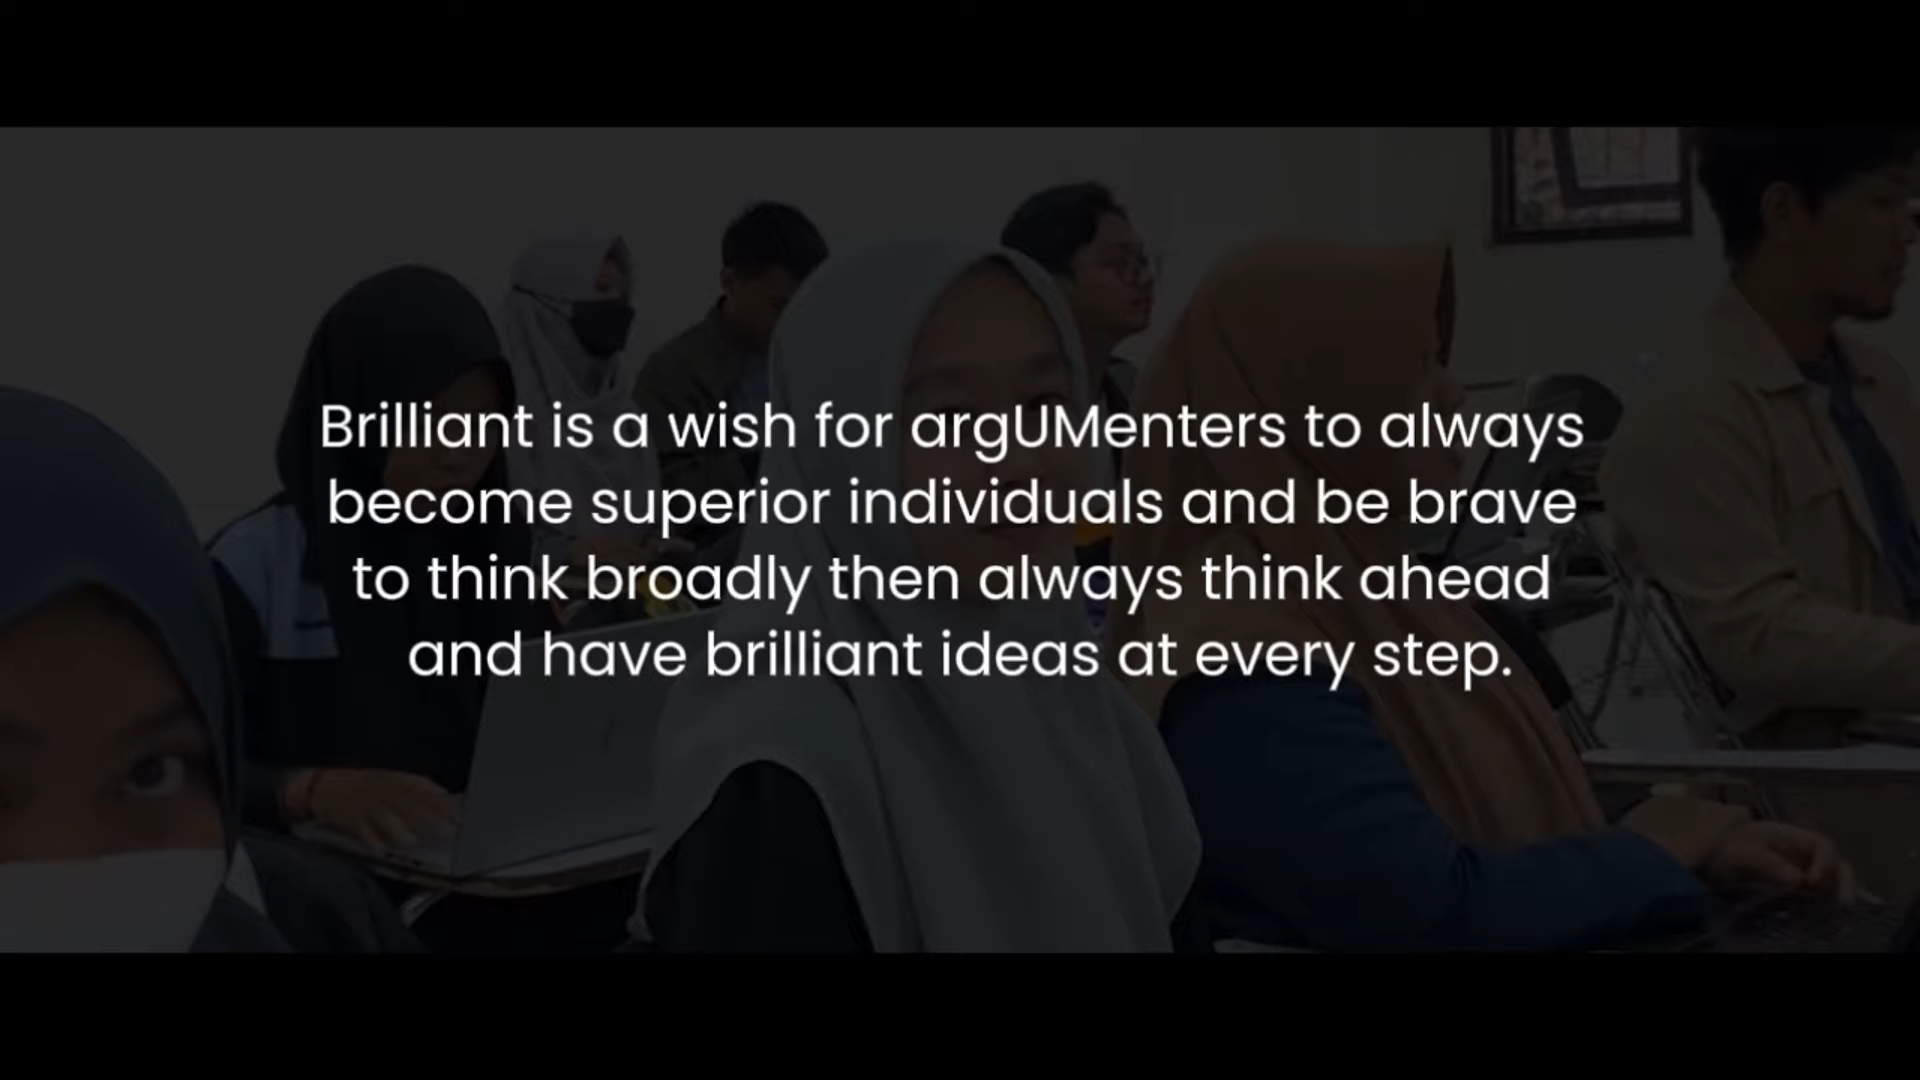 Brilliant is a wish for argUMenters to always
become superior individuals and be brave
to think broadly then always think ahead
and have brilliant ideas at every step.